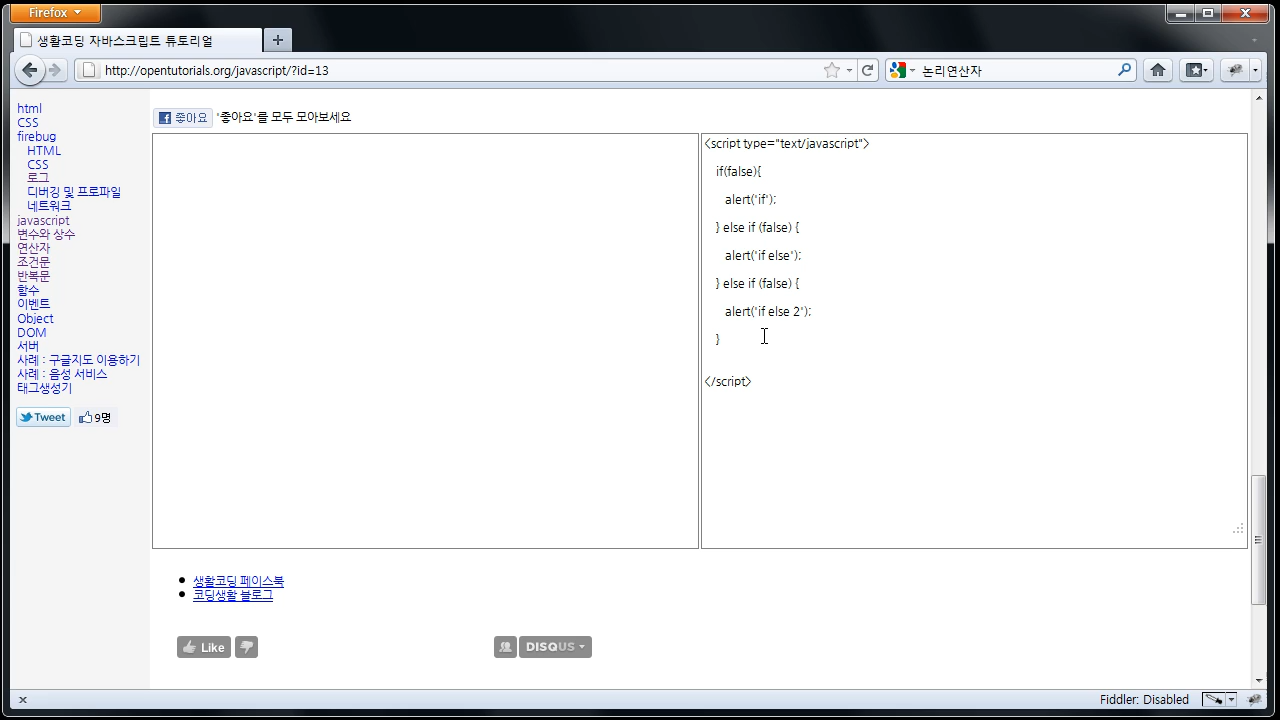 Firefox
생활코딩 자바스크립트 튜토리얼
http://opentutorials.org/javascript/?id=13
논리연산자
html
CSS
firebug
HTML
CSS
로그
디버깅 및 프로파일
네트워크
javascript
변수와 상수
연산자
조건문
반복문
함수
이벤트
Object
DOM
서버
사례 : 구글지도 이용하기
사례 : 음성 서비스
태그생성기
Tweet
9명
좋아요 '좋아요'를 모두 모아보세요
<script type="text/javascript">
if(false){
alert('if');
} else if (false) {
alert('if else');
} else if (false) {
alert('if else 2');
}
</script>
생활코딩 페이스북
코딩생활 블로그
Like
DISQUS
Fiddler: Disabled